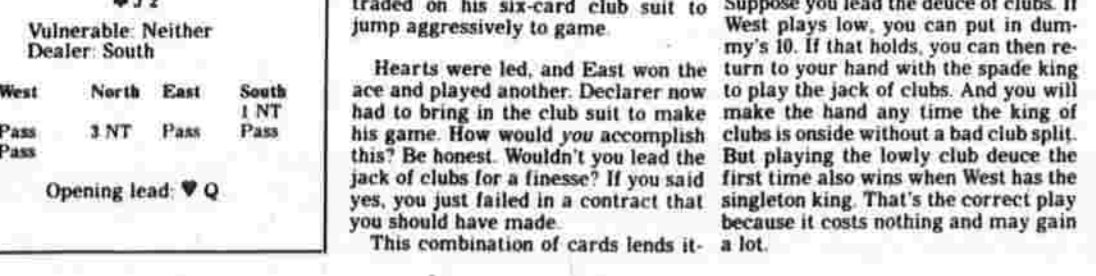 ♣ J 2
Vulnerable: Neither
Dealer: South
West North East South
1 NT
Pass 3 NT Pass Pass
Pass
Opening lead: ♥ Q
traded on his six-card club suit to
jump aggressively to game.
Hearts were led, and East won the
ace and played another. Declarer now
had to bring in the club suit to make
his game. How would you accomplish
this? Be honest. Wouldn't you lead the
jack of clubs for a finesse? If you said
yes, you just failed in a contract that
you should have made.
This combination of cards lends it-
Suppose you lead the deuce of clubs. If
West plays low, you can put in dum-
my's 10. If that holds, you can then re-
turn to your hand with the spade king
to play the jack of clubs. And you will
make the hand any time the king of
clubs is onside without a bad club split.
But playing the lowly club deuce the
first time also wins when West has the
singleton king. That's the correct play
because it costs nothing and may gain
a lot.